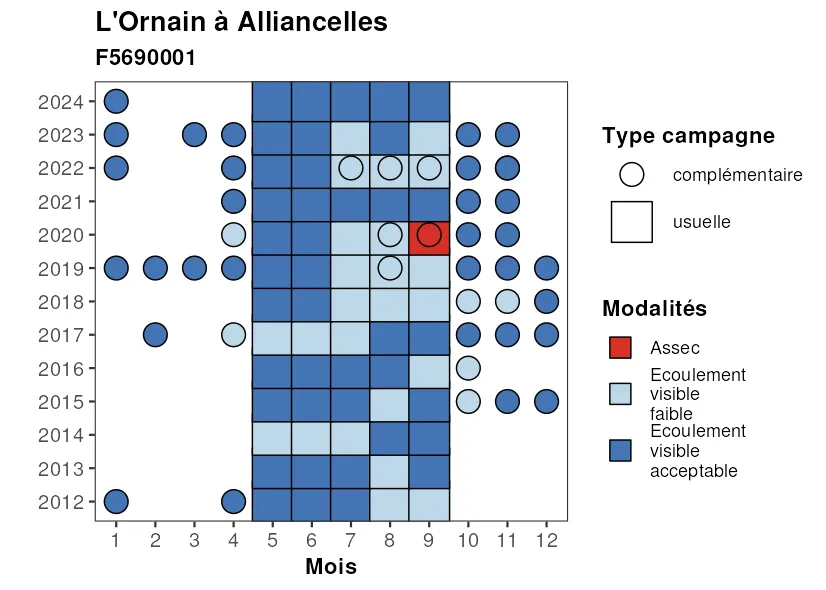 L'Ornain à Alliancelles
F5690001
2024
2023
2022
2021
2020
2019
2018
2017
2016
2015
2014
2013
2012
1 2 3 4 5 6 7 8 9 10 11 12
Mois
Type campagne
complémentaire
usuelle
Modalités
Assec
Ecoulement
visible
faible
Ecoulement
visible
acceptable